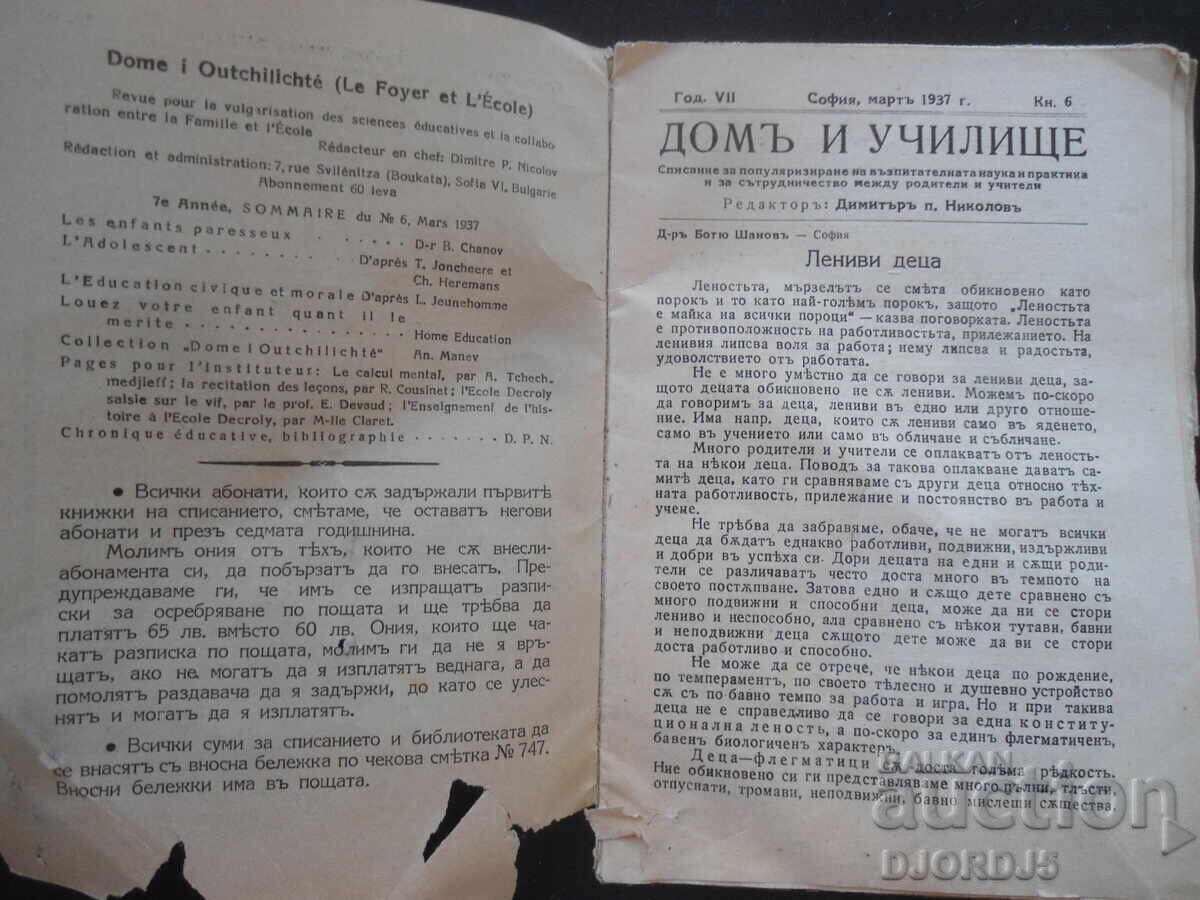 Dome i Outchilichté (Le Foyer et L'École)
Revue pour la vulgarisation des sciences éducatives et la collabo
ration entre la Famille et l'École
Rédacteur en chef: Dimitre P. Nicolov
Rédaction et administration: 7, rue Svilénitza (Boukata), Sofia VI, Bulgarie
Abonnement 60 leva
7e Année, SOMMAIRE du № 6, Mars 1937
Les enfants paresseux . . . . . D-r B. Chanov
L'Adolescent . . . . . . . . D'après T. Joncheere et
Ch. Heremans
L'Education civique et morale D'après L. Jeunehomme
Louez votre enfant quant il le
merite . . . . . . . . . . . . . . . Home Education
Collection „Dome i Outchilichté“ An. Manev
Pages pour l'instituteur: Le calcul mental, par A. Tchech
medjieff; la recitation des leçons, par R. Cousinet; l'Ecole Decroly
salsie sur le vif, par le prof. E. Devaud; l'Enseignement de l'his-
toire à l'Ecole Decroly, par M-lle Claret.
Chronique éducative, bibliographie . . . . . . . D. P. N.
● Всички абонати, които сѫ задържали първитѣ
книжки на списанието, смѣтаме, че оставатъ негови
абонати и презъ седмата годишнина.
Молимъ ония отъ тѣхъ, които не сѫ внесли-
абонамента си, да побързатъ да го внесатъ. Пре-
дупреждаваме ги, че имъ се изпращатъ разпи-
ски за осребряване по пощата и ще трѣбва да
платятъ 65 лв. вмѣсто 60 лв. Ония, които ще ча-
катъ разписка по пощата, молимъ ги да не я връ-
щатъ, ако не могатъ да я изплатятъ веднага, а да
помолятъ раздавача да я задържи, до като се улес-
нятъ и могатъ да я изплатятъ.
● Всички суми за списанието и библиотеката да
се внасятъ съ вносна бележка по чекова смѣтка № 747.
Вносни бележки има въ пощата.
Год. VII София, мартъ 1937 г. Кн. 6
ДОМЪ И УЧИЛИЩЕ
Списание за популяризиране на възпитателната наука и практика
и за сътрудничество между родители и учители
Редакторъ: Димитъръ п. Николовъ
Д-ръ Ботю Шановъ — София
Лениви деца
Леностьта, мързелътъ се смѣта обикновено като
порокъ и то като най-голѣмъ порокъ, защото „Леностьта
е майка на всички пороци“ — казва поговорката. Леностьта
е противоположность на работливостьта, прилежанието. На
ленивия липсва воля за работа; нему липсва и радостьта,
удоволствието отъ работата.
Не е много умѣстно да се говори за лениви деца, за-
щото децата обикновено не сѫ лениви. Можемъ по-скоро
да говоримъ за деца, лениви въ едно или друго отноше-
ние. Има напр. деца, които сѫ лениви само въ яденето,
само въ учението или само въ обличане и събличане.
Много родители и учители се оплакватъ отъ леность-
та на нѣкои деца. Поводъ за такова оплакване даватъ са-
митѣ деца, като ги сравняваме съ други деца относно тѣх-
ната работливость, прилежание и постоянство въ работа и
учене.
Не трѣбва да забравяме, обаче, че не могатъ всички
деца да бѫдатъ еднакво работливи, подвижни, издържливи
и добри въ успѣха си. Дори децата на едни и сѫщи роди-
тели се различаватъ често доста много въ темпото на
своето постѫпване. Затова едно и сѫщо дете сравнено съ
много подвижни и способни деца, може да ни се стори
лениво и неспособно, ала сравнено съ нѣкои тутави, бавни
и неподвижни деца сѫщото дете може да ви се стори
доста работливо и способно.
Не може да се отрече, че нѣкои деца по рождение,
по темпераментъ, по своето тѣлесно и душевно устройство
сѫ съ по бавно темпо за работа и игра. Но и при такива
деца не е справедливо да се говори за една конститу-
ционална леность, а по-скоро за единъ флегматиченъ,
бавенъ биологиченъ характеръ.
Деца—флегматици сѫ доста голѣма рѣдкость.
Ние обикновено си ги представляваме много пълни, тлъсти,
отпуснати, тромави, неподвижни, бавно мислещи сѫщества.
BALKAN
auction
DJORDJ5